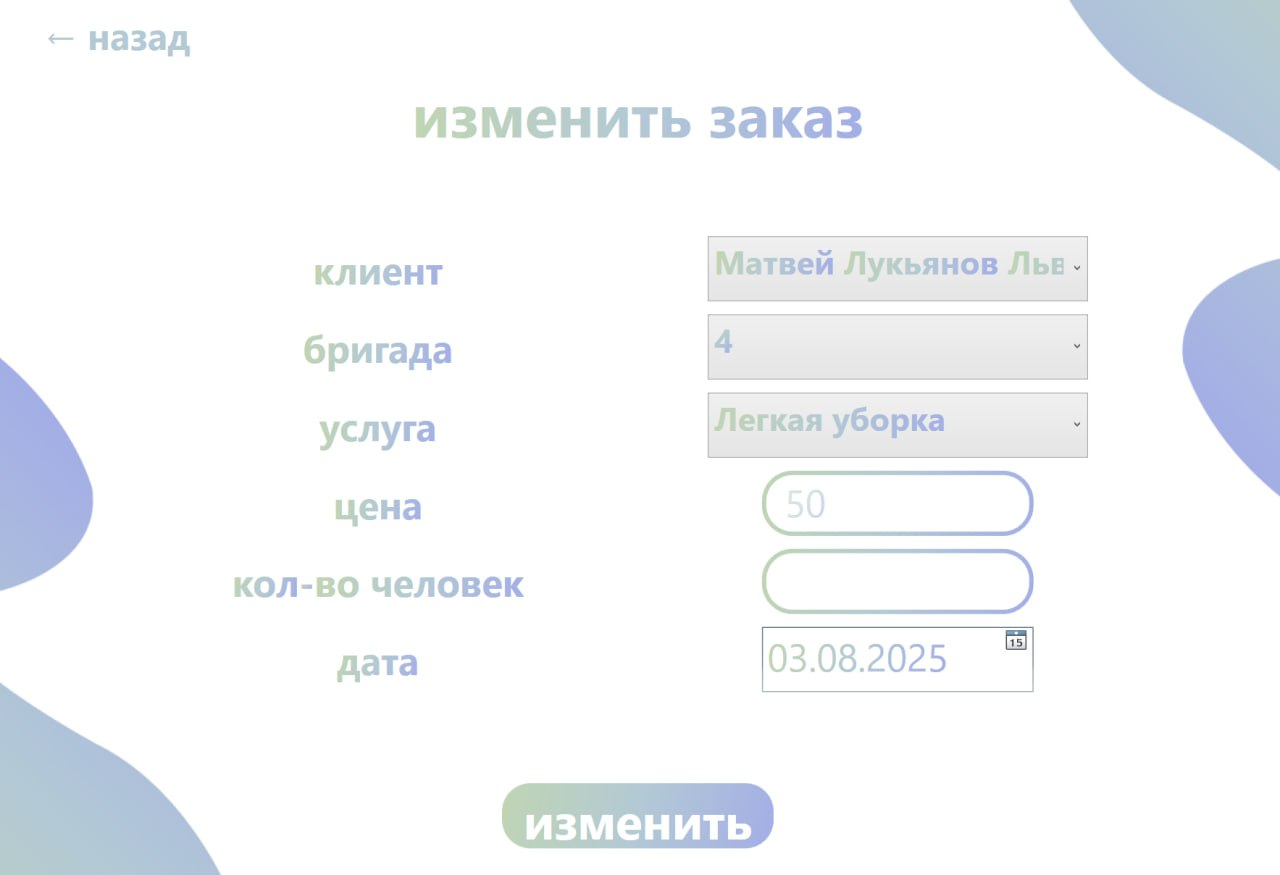 ← назад
изменить заказ
клиент Матвей Лукьянов Льв
бригада 4
услуга Легкая уборка
цена 50
кол-во человек
дата 03.08.2025 15
изменить